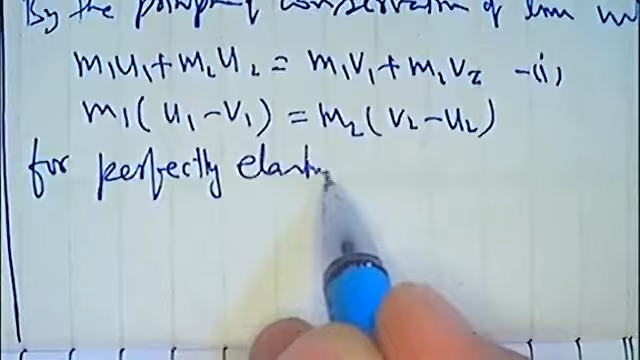 By the principle of conservation of lin m
m₁u₁+m₂u₂ = m₁v₁+m₂v₂ -(i)
m₁(u₁-v₁) = m₂(v₂-u₂)
for perfectly elast